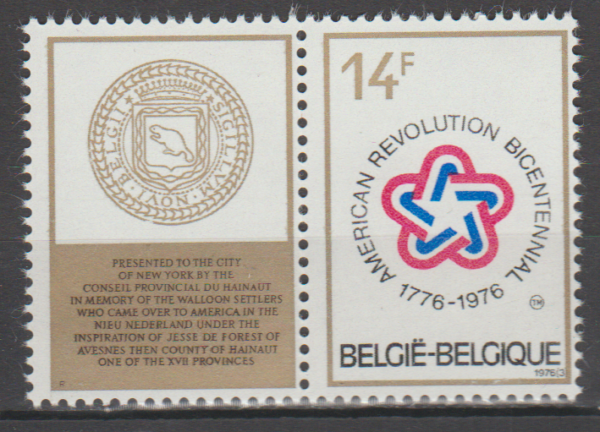 SIGILLVM NOVI BELGII
PRESENTED TO THE CITY
OF NEW YORK BY THE
CONSEIL PROVINCIAL DU HAINAUT
IN MEMORY OF THE WALLOON SETTLERS
WHO CAME OVER TO AMERICA IN THE
NIEU NEDERLAND UNDER THE
INSPIRATION OF JESSE DE FOREST OF
AVESNES THEN COUNTY OF HAINAUT
ONE OF THE XVII PROVINCES
R
14F
AMERICAN REVOLUTION BICENTENNIAL
1776-1976
TM
BELGIË-BELGIQUE
1976|3